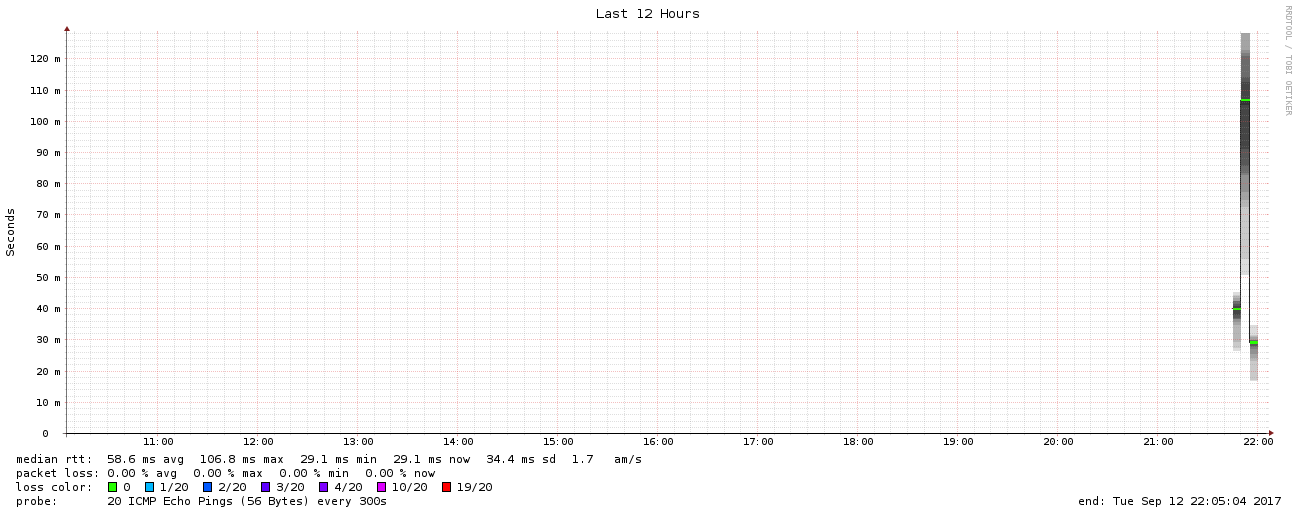 Last 12 Hours
RRDTOOL / TOBI OETIKER
Seconds
120 m
110 m
100 m
90 m
80 m
70 m
60 m
50 m
40 m
30 m
20 m
10 m
0
11:00 12:00 13:00 14:00 15:00 16:00 17:00 18:00 19:00 20:00 21:00 22:00
median rtt: 58.6 ms avg 106.8 ms max 29.1 ms min 29.1 ms now 34.4 ms sd 1.7 am/s
packet loss: 0.00 % avg 0.00 % max 0.00 % min 0.00 % now
loss color: 0 1/20 2/20 3/20 4/20 10/20 19/20
probe: 20 ICMP Echo Pings (56 Bytes) every 300s end: Tue Sep 12 22:05:04 2017